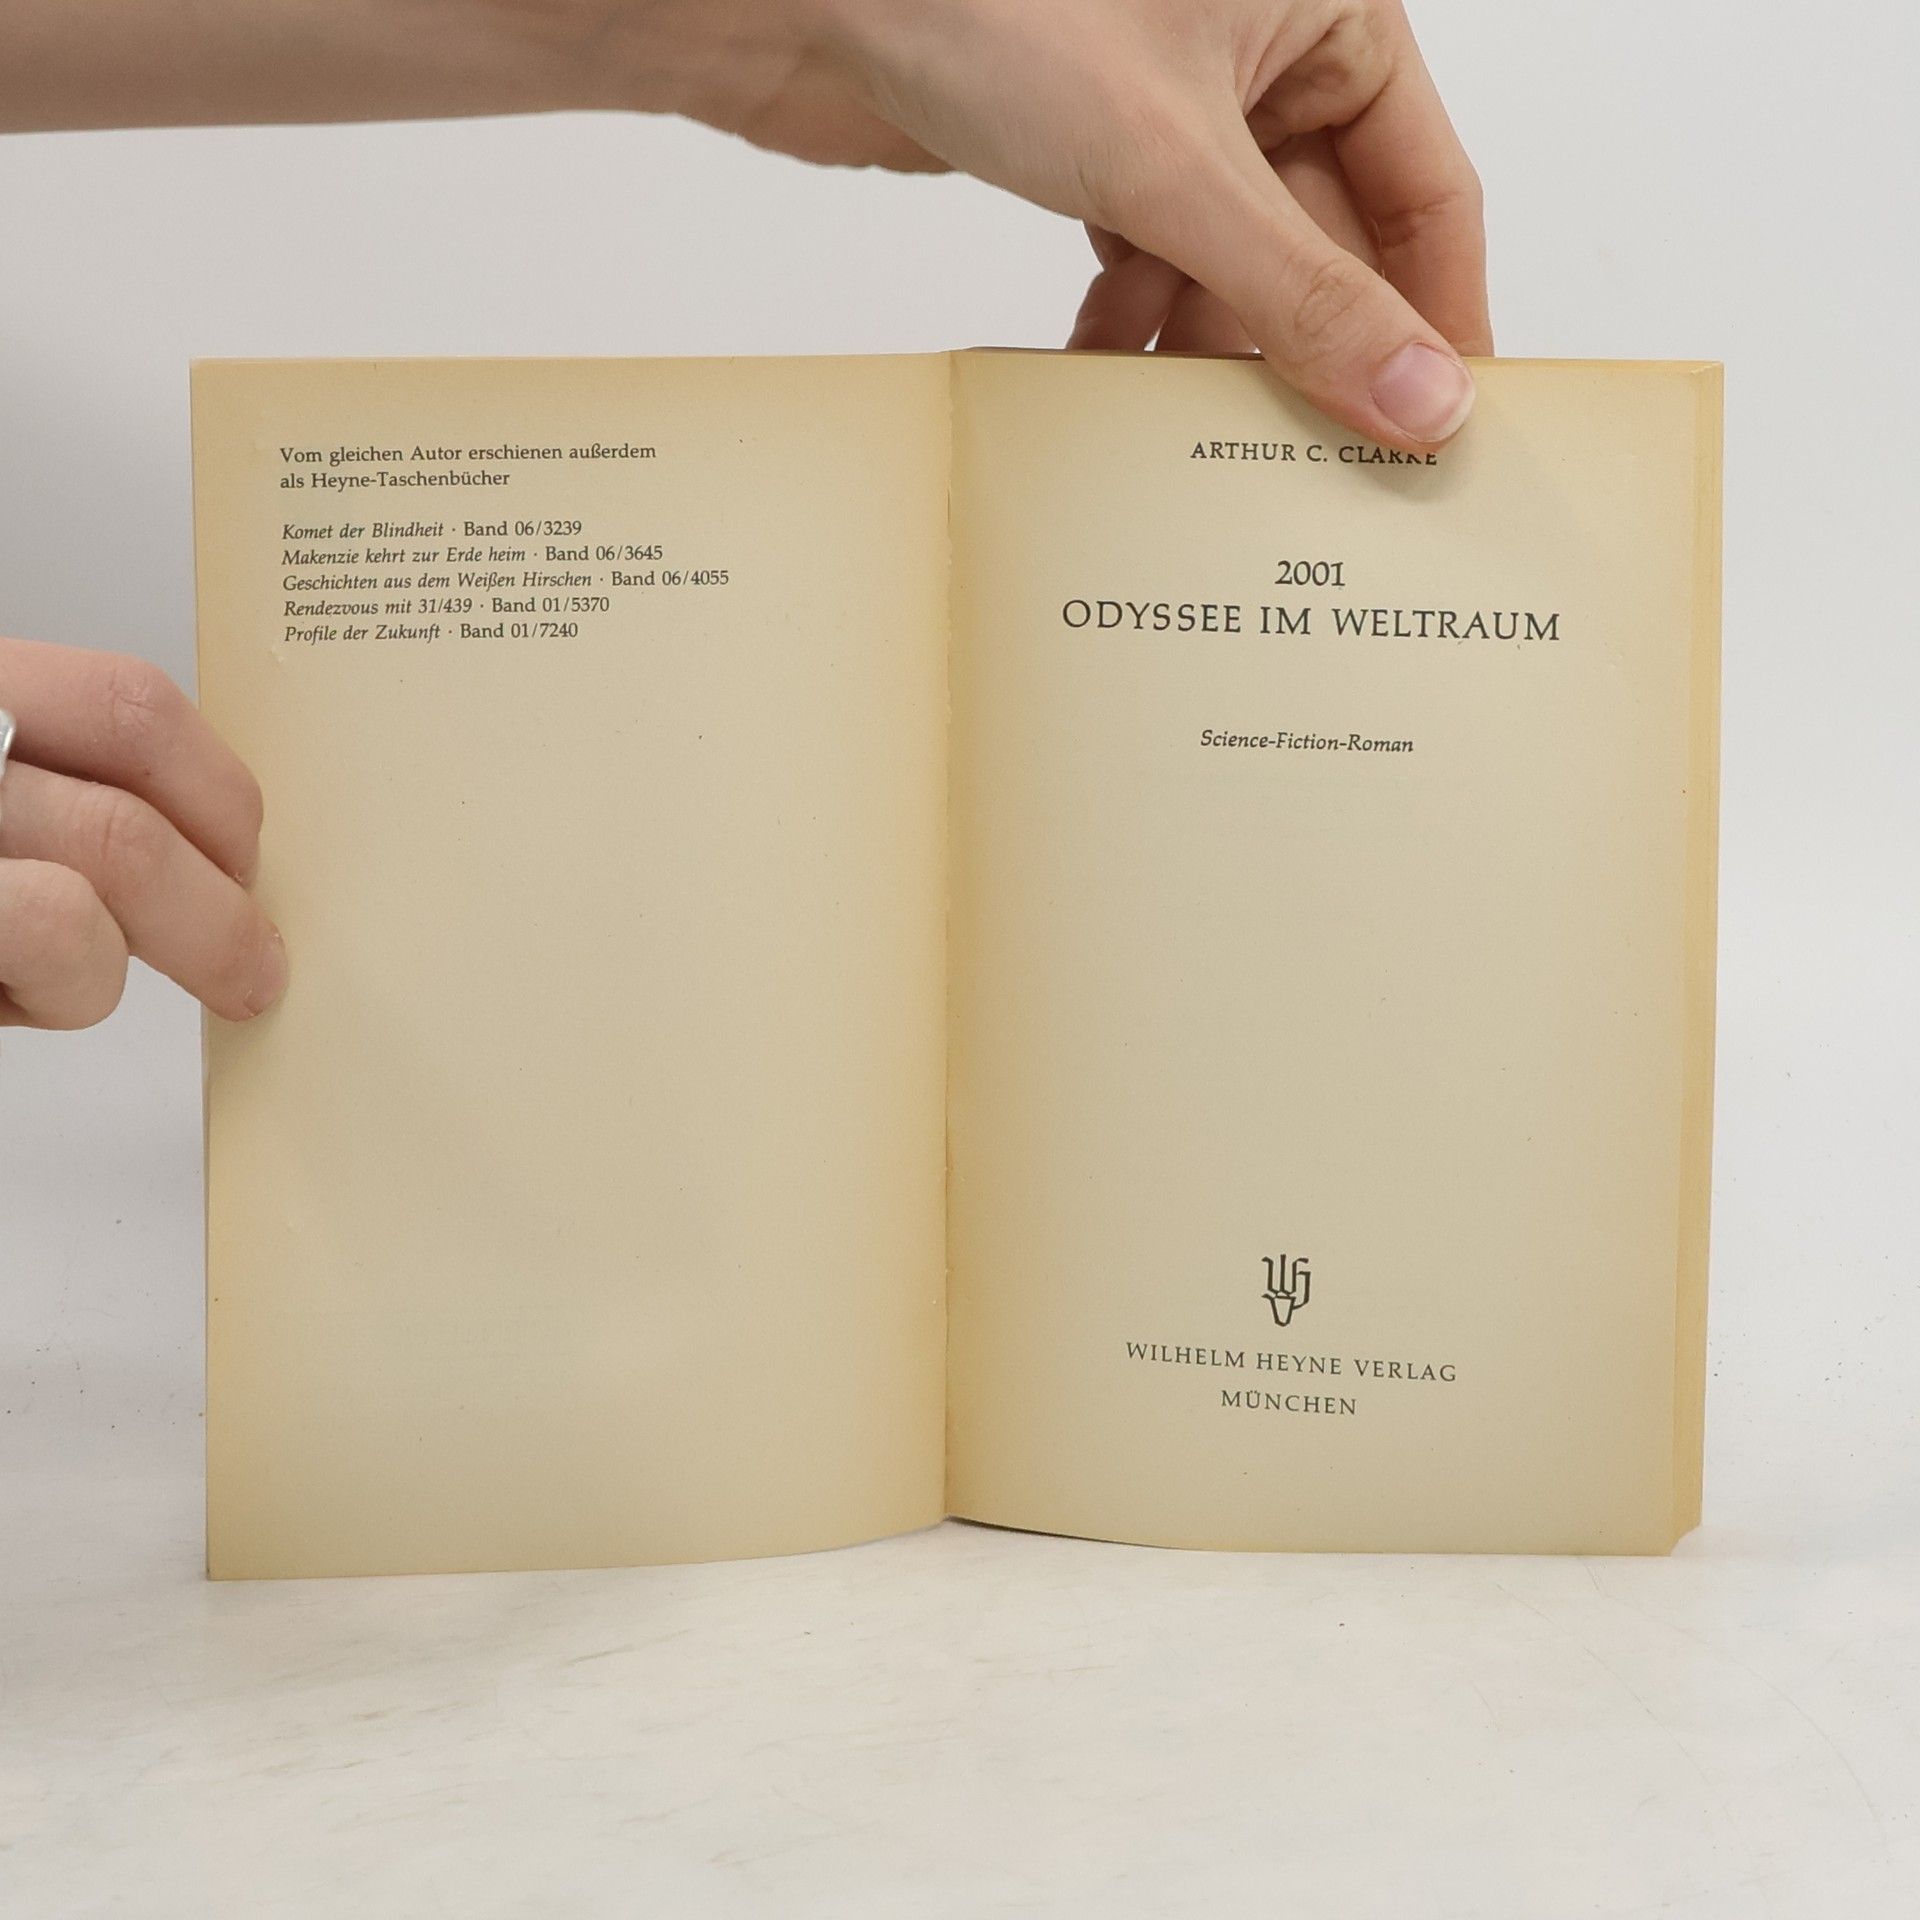 Vom gleichen Autor erschienen außerdem
als Heyne-Taschenbücher
Komet der Blindheit · Band 06/3239
Makenzie kehrt zur Erde heim · Band 06/3645
Geschichten aus dem Weißen Hirschen · Band 06/4055
Rendezvous mit 31/439 · Band 01/5370
Profile der Zukunft · Band 01/7240
ARTHUR C. CLARKE
2001
ODYSSEE IM WELTRAUM
Science-Fiction-Roman
WILHELM HEYNE VERLAG
MÜNCHEN